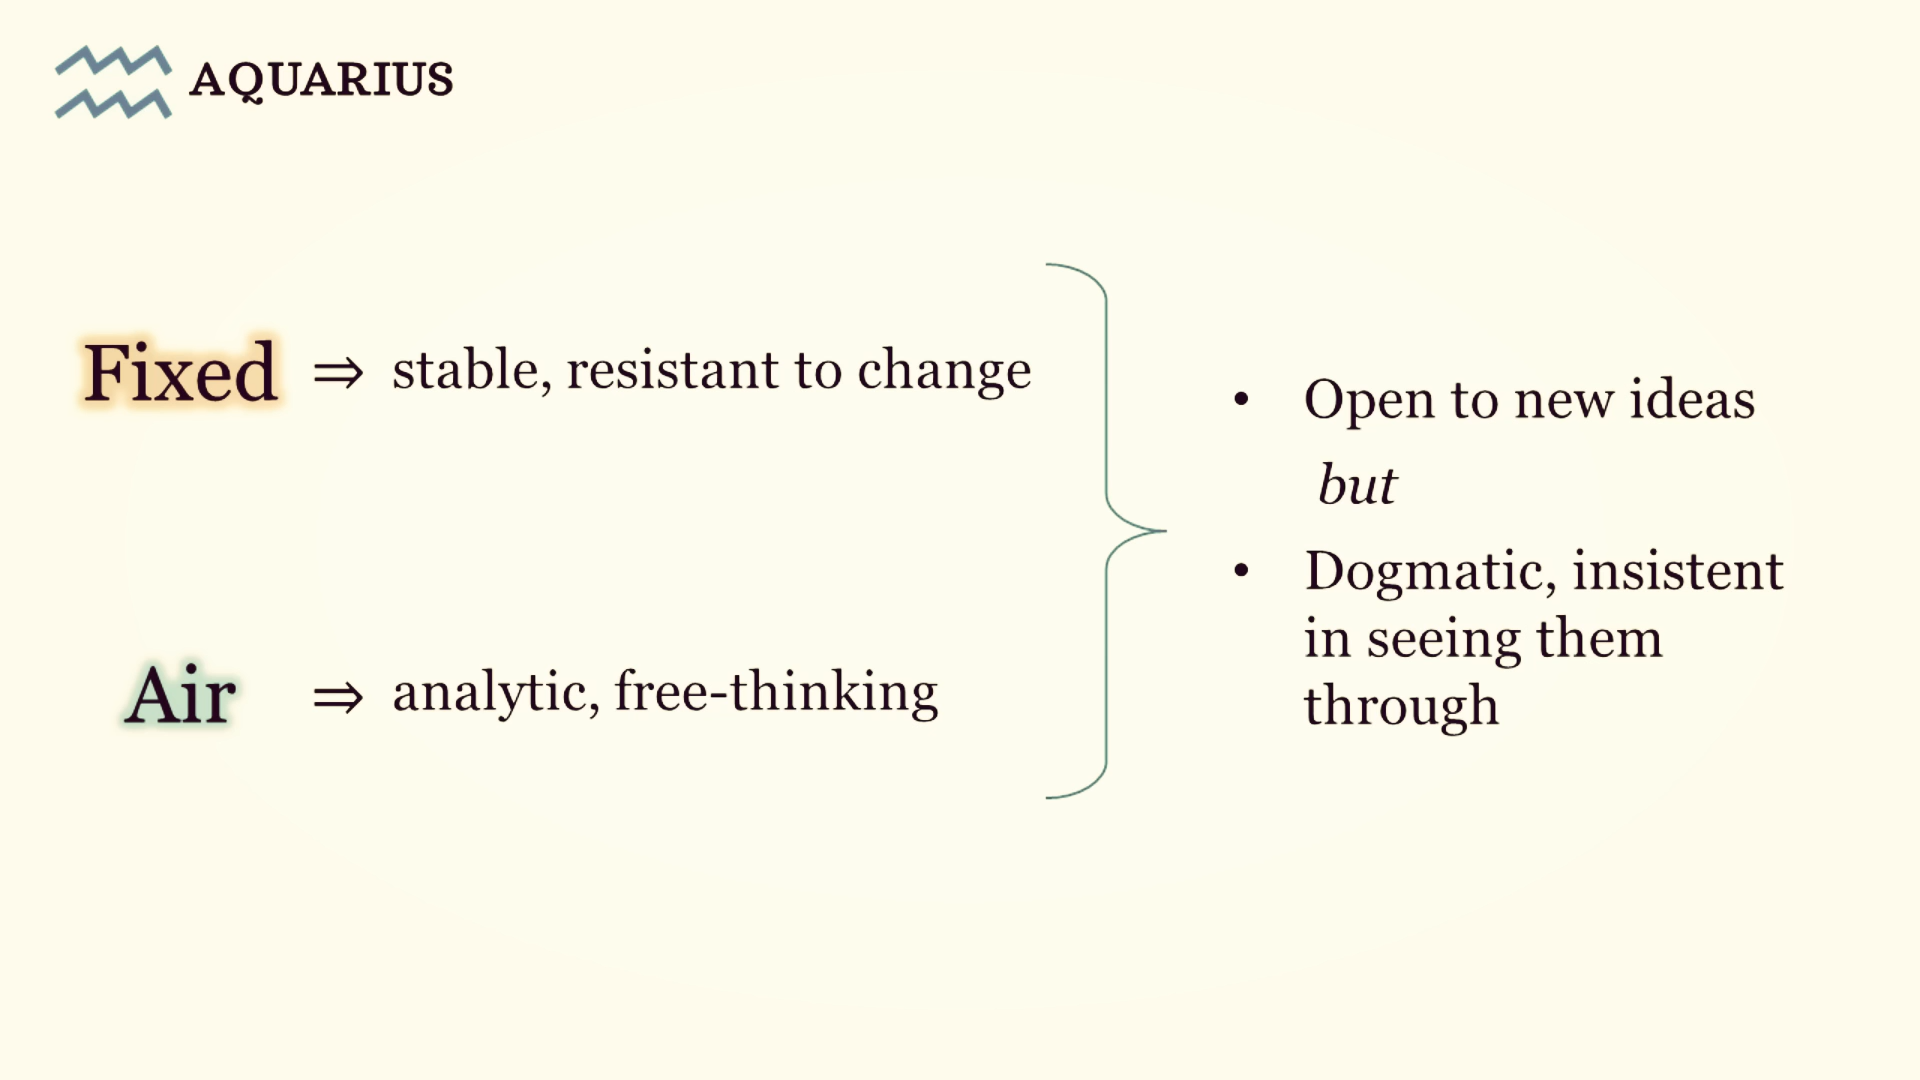 AQUARIUS
Fixed ⇒ stable, resistant to change
Air ⇒ analytic, free-thinking
• Open to new ideas
but
• Dogmatic, insistent
in seeing them
through